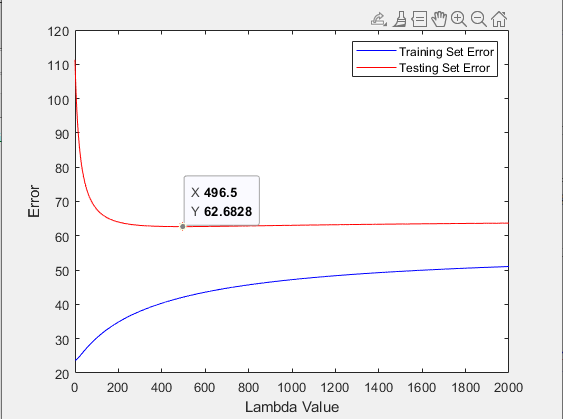 120
110
100
90
80
70
60
50
40
30
20
Error
Training Set Error
Testing Set Error
X 496.5
Y 62.6828
0 200 400 600 800 1000 1200 1400 1600 1800 2000
Lambda Value